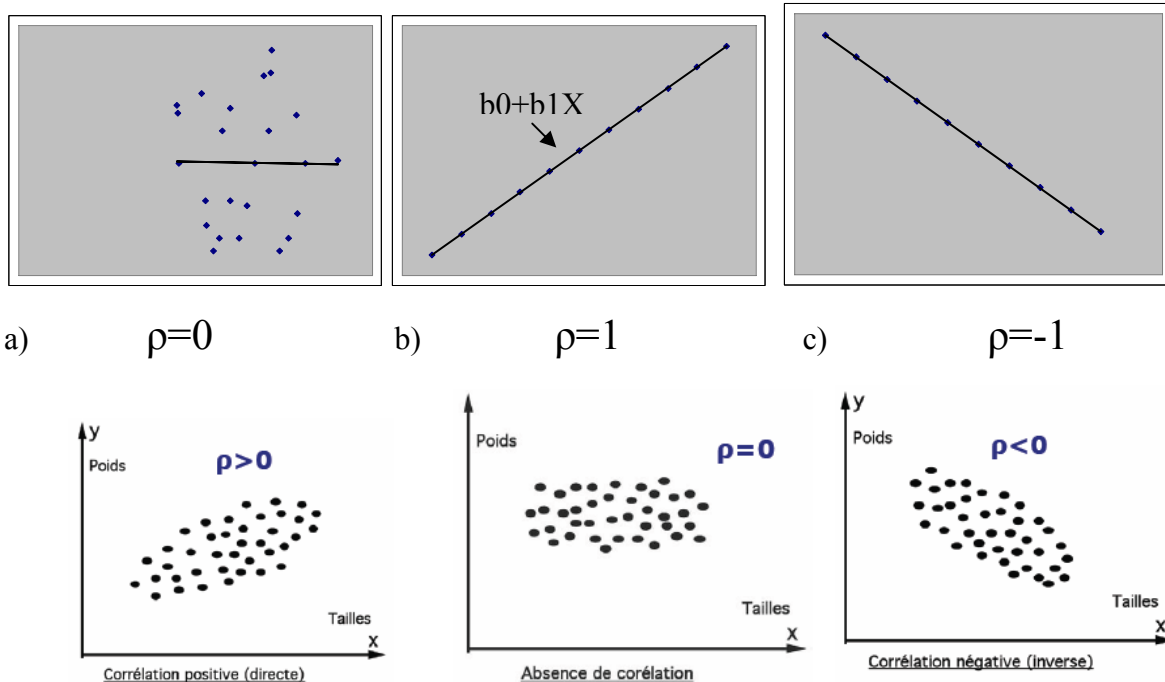 b0+b1X
a) ρ=0
b) ρ=1
c) ρ=-1
y
Poids
ρ>0
Tailles
x
Corrélation positive (directe)
Poids
ρ=0
Tailles
x
Absence de corélation
y
Poids
ρ<0
Tailles
x
Corrélation négative (inverse)